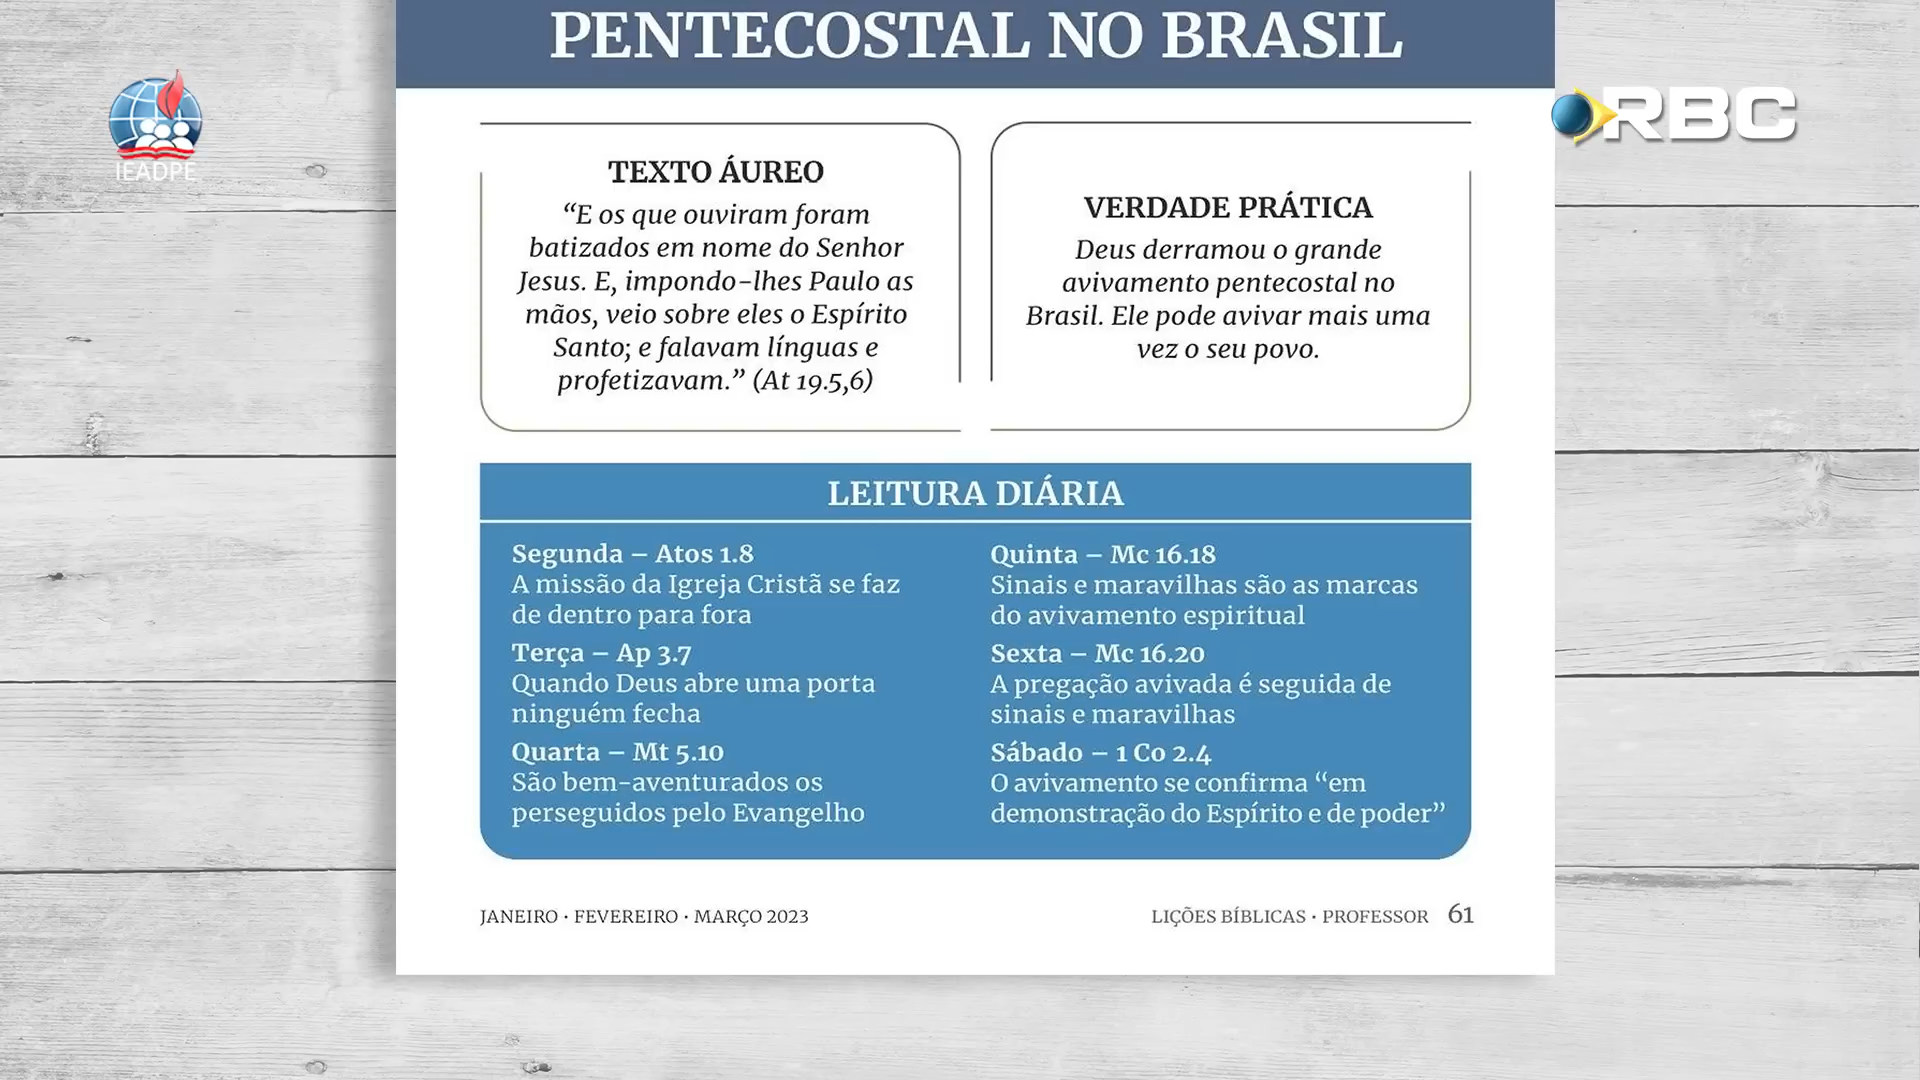 PENTECOSTAL NO BRASIL
IEADPE
RBC
TEXTO ÁUREO
“E os que ouviram foram
batizados em nome do Senhor
Jesus. E, impondo-lhes Paulo as
mãos, veio sobre eles o Espírito
Santo; e falavam línguas e
profetizavam.” (At 19.5,6)
VERDADE PRÁTICA
Deus derramou o grande
avivamento pentecostal no
Brasil. Ele pode avivar mais uma
vez o seu povo.
LEITURA DIÁRIA
Segunda – Atos 1.8
A missão da Igreja Cristã se faz
de dentro para fora
Terça – Ap 3.7
Quando Deus abre uma porta
ninguém fecha
Quarta – Mt 5.10
São bem-aventurados os
perseguidos pelo Evangelho
Quinta – Mc 16.18
Sinais e maravilhas são as marcas
do avivamento espiritual
Sexta – Mc 16.20
A pregação avivada é seguida de
sinais e maravilhas
Sábado – 1 Co 2.4
O avivamento se confirma “em
demonstração do Espírito e de poder”
JANEIRO · FEVEREIRO · MARÇO 2023
LIÇÕES BÍBLICAS · PROFESSOR 61